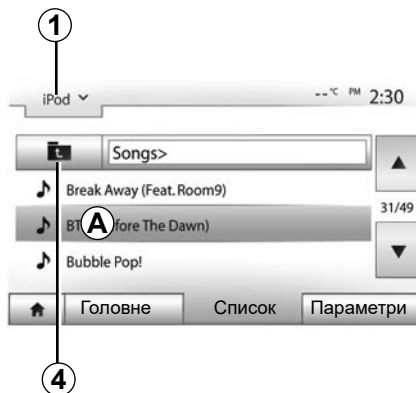 1
iPod
--°C PM 2:30
Songs>
Break Away (Feat. Room9)
31/49
A
fore The Dawn)
Bubble Pop!
Головне Список Параметри
4